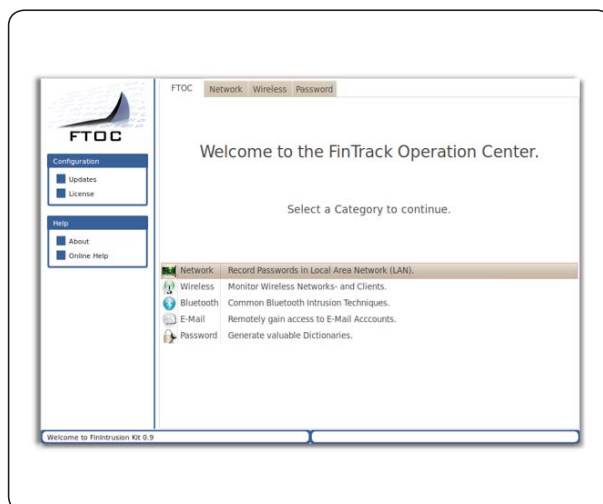 FTOC
Configuration
Updates
License
Help
About
Online Help
FTOC Network Wireless Password
Welcome to the FinTrack Operation Center.
Select a Category to continue.
Network Record Passwords in Local Area Network (LAN).
Wireless Monitor Wireless Networks- and Clients.
Bluetooth Common Bluetooth Intrusion Techniques.
E-Mail Remotely gain access to E-Mail Acccounts.
Password Generate valuable Dictionaries.
Welcome to FinIntrusion Kit 0.9